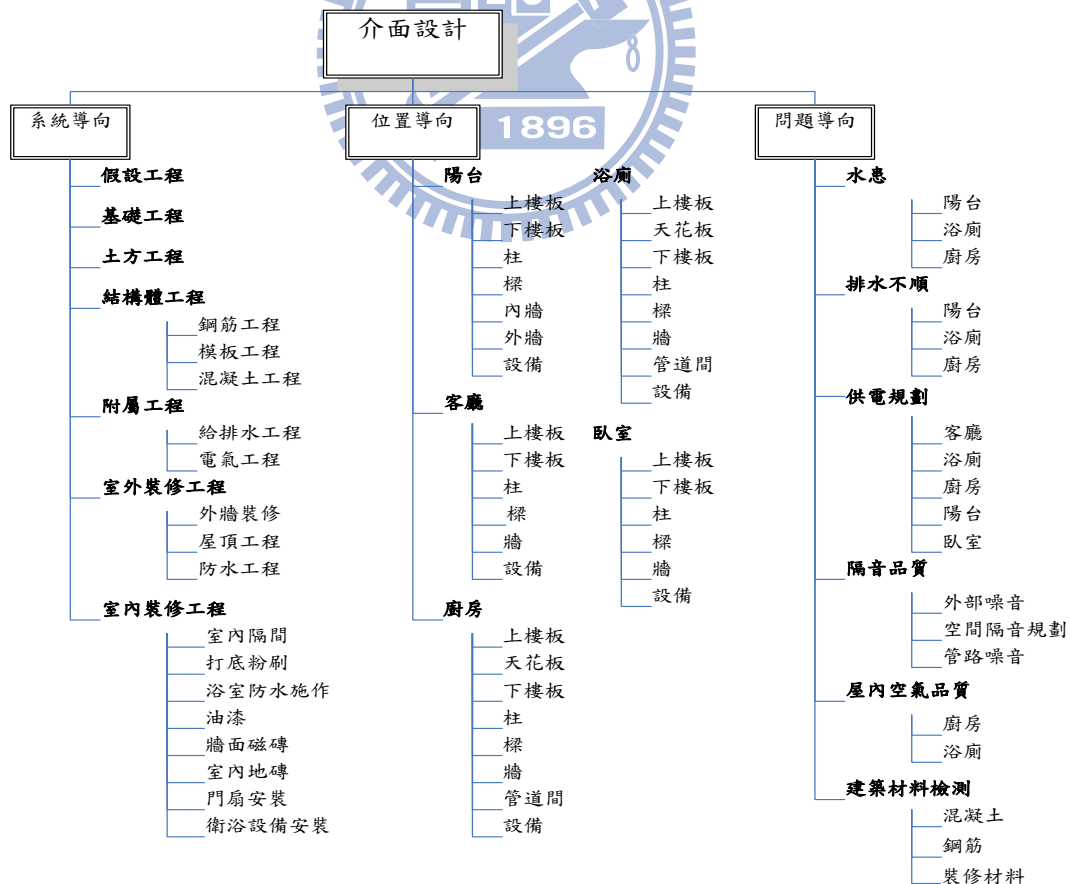 介面設計
1896
系統導向
假設工程
基礎工程
土方工程
結構體工程
鋼筋工程
模板工程
混凝土工程
附屬工程
給排水工程
電氣工程
室外裝修工程
外牆裝修
屋頂工程
防水工程
室內裝修工程
室內隔間
打底粉刷
浴室防水施作
油漆
牆面磁磚
室內地磚
門扇安裝
衛浴設備安裝
位置導向
陽台
上樓板
下樓板
柱
樑
內牆
外牆
設備
客廳
上樓板
下樓板
柱
樑
牆
設備
廚房
上樓板
天花板
下樓板
柱
樑
牆
管道間
設備
浴廁
上樓板
天花板
下樓板
柱
樑
牆
管道間
設備
臥室
上樓板
下樓板
柱
樑
牆
設備
問題導向
水患
陽台
浴廁
廚房
排水不順
陽台
浴廁
廚房
供電規劃
客廳
浴廁
廚房
陽台
臥室
隔音品質
外部噪音
空間隔音規劃
管路噪音
屋內空氣品質
廚房
浴廁
建築材料檢測
混凝土
鋼筋
裝修材料